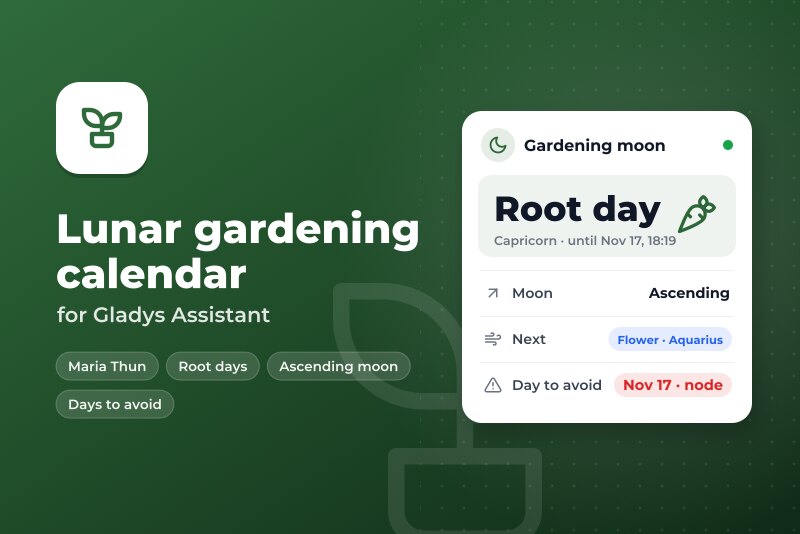 Lunar gardening
calendar
for Gladys Assistant
Maria Thun
Root days
Ascending moon
Days to avoid
Gardening moon
Root day
Capricorn · until Nov 17, 18:19
Moon
Ascending
Next
Flower · Aquarius
Day to avoid
Nov 17 · node